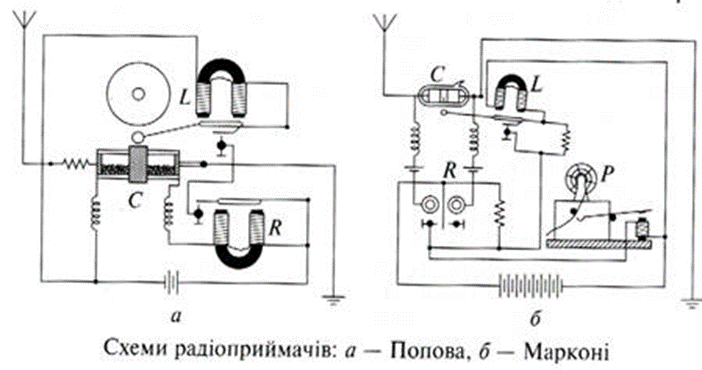 L
C
R
а
C
L
R
P
б
Схеми радіоприймачів: а — Попова, б — Марконі